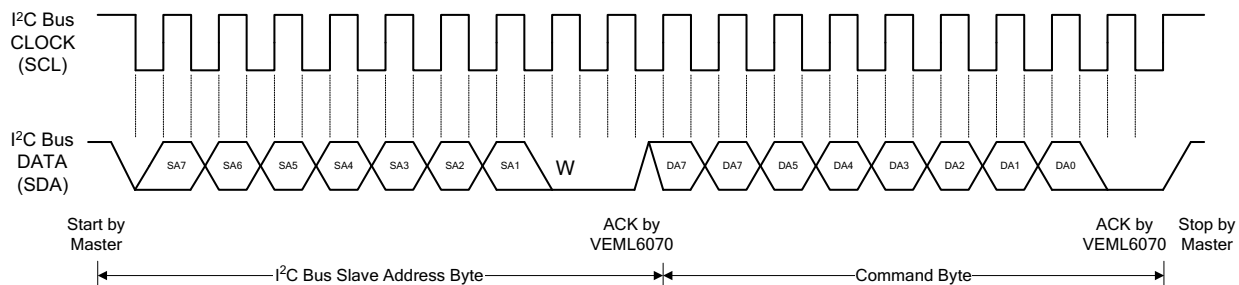 I²C Bus
CLOCK
(SCL)
I²C Bus
DATA
(SDA)
SA7 SA6 SA5 SA4 SA3 SA2 SA1 W DA7 DA7 DA5 DA4 DA3 DA2 DA1 DA0
Start by
Master
ACK by
VEML6070
ACK by
VEML6070
Stop by
Master
I²C Bus Slave Address Byte
Command Byte